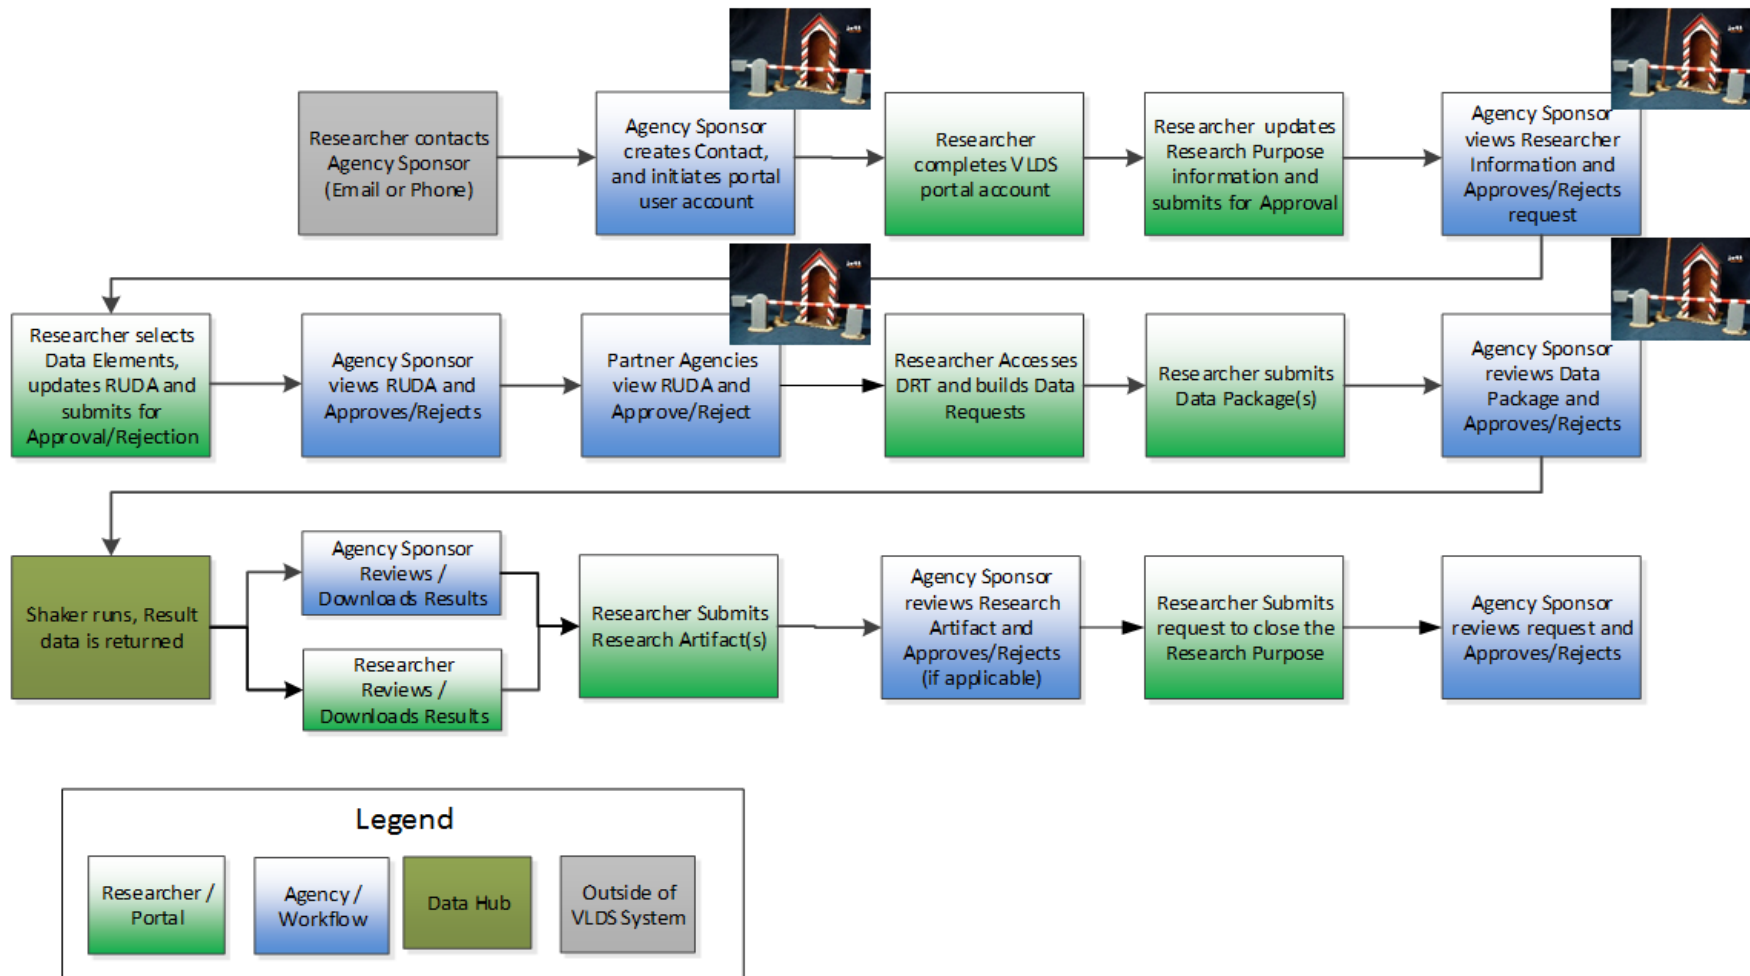 Researcher contacts
Agency Sponsor
(Email or Phone)
Agency Sponsor
creates Contact,
and initiates portal
user account
Researcher
completes VLDS
portal account
Researcher updates
Research Purpose
information and
submits for Approval
Agency Sponsor
views Researcher
Information and
Approves/Rejects
request
Researcher selects
Data Elements,
updates RUDA and
submits for
Approval/Rejection
Agency Sponsor
views RUDA and
Approves/Rejects
Partner Agencies
view RUDA and
Approve/Reject
Researcher Accesses
DRT and builds Data
Requests
Researcher submits
Data Package(s)
Agency Sponsor
reviews Data
Package and
Approves/Rejects
Shaker runs, Result
data is returned
Agency Sponsor
Reviews /
Downloads Results
Researcher
Reviews /
Downloads Results
Researcher Submits
Research Artifact(s)
Agency Sponsor
reviews Research
Artifact and
Approves/Rejects
(if applicable)
Researcher Submits
request to close the
Research Purpose
Agency Sponsor
reviews request and
Approves/Rejects
Legend
Researcher /
Portal
Agency /
Workflow
Data Hub
Outside of
VLDS System